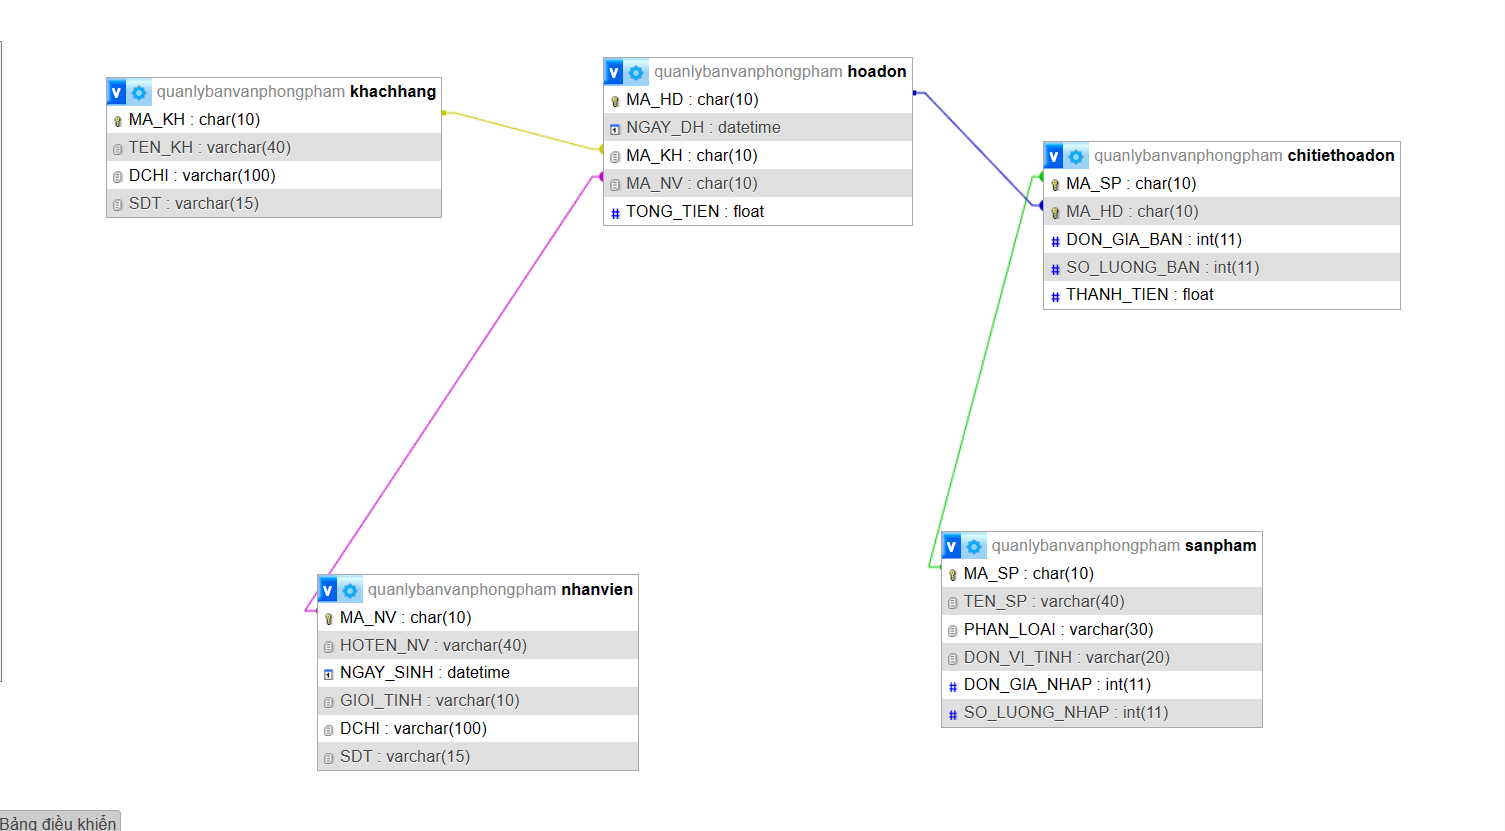 quanlybanvanphongpham khachhang
MA_KH : char(10)
TEN_KH : varchar(40)
DCHI : varchar(100)
SDT : varchar(15)
quanlybanvanphongpham hoadon
MA_HD : char(10)
NGAY_DH : datetime
MA_KH : char(10)
MA_NV : char(10)
TONG_TIEN : float
quanlybanvanphongpham chitiethoadon
MA_SP : char(10)
MA_HD : char(10)
DON_GIA_BAN : int(11)
SO_LUONG_BAN : int(11)
THANH_TIEN : float
quanlybanvanphongpham nhanvien
MA_NV : char(10)
HOTEN_NV : varchar(40)
NGAY_SINH : datetime
GIOI_TINH : varchar(10)
DCHI : varchar(100)
SDT : varchar(15)
quanlybanvanphongpham sanpham
MA_SP : char(10)
TEN_SP : varchar(40)
PHAN_LOAI : varchar(30)
DON_VI_TINH : varchar(20)
DON_GIA_NHAP : int(11)
SO_LUONG_NHAP : int(11)
Bảng điều khiển